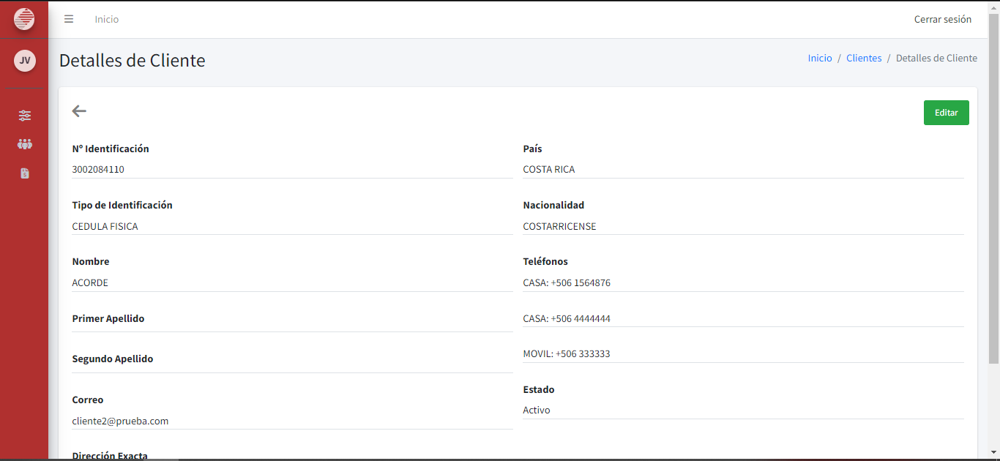 Inicio
Cerrar sesión
JV
Detalles de Cliente
Inicio / Clientes / Detalles de Cliente
Editar
Nº Identificación
3002084110
Tipo de Identificación
CEDULA FISICA
Nombre
ACORDE
Primer Apellido
Segundo Apellido
Correo
cliente2@prueba.com
Dirección Exacta
País
COSTA RICA
Nacionalidad
COSTARRICENSE
Teléfonos
CASA: +506 1564876
CASA: +506 4444444
MOVIL: +506 333333
Estado
Activo